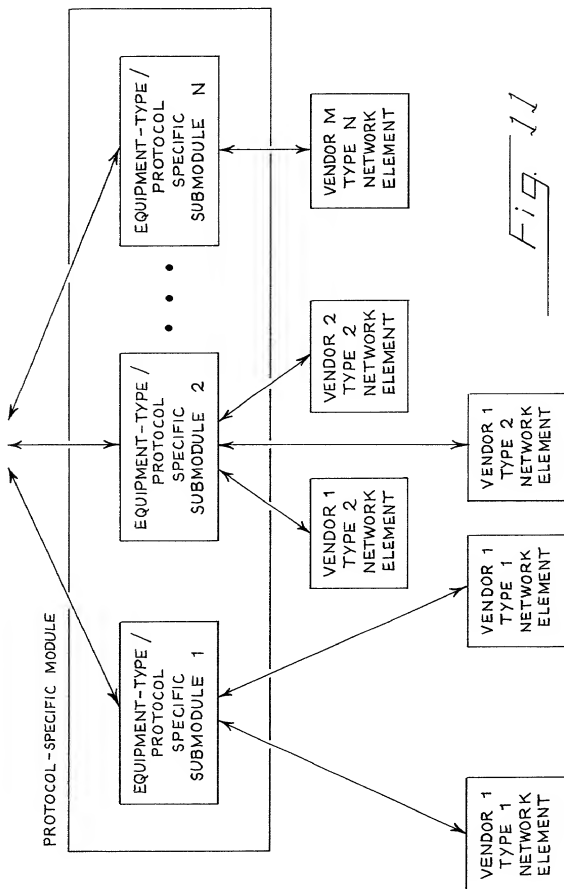 PROTOCOL-SPECIFIC MODULE
EQUIPMENT-TYPE/
PROTOCOL
SPECIFIC
SUBMODULE 1
EQUIPMENT-TYPE/
PROTOCOL
SPECIFIC
SUBMODULE 2
EQUIPMENT-TYPE/
PROTOCOL
SPECIFIC
SUBMODULE N
VENDOR 1
TYPE 2
NETWORK
ELEMENT
VENDOR 2
TYPE 2
NETWORK
ELEMENT
VENDOR M
TYPE N
NETWORK
ELEMENT
VENDOR 1
TYPE 1
NETWORK
ELEMENT
VENDOR 1
TYPE 1
NETWORK
ELEMENT
VENDOR 1
TYPE 2
NETWORK
ELEMENT
Fig. 11